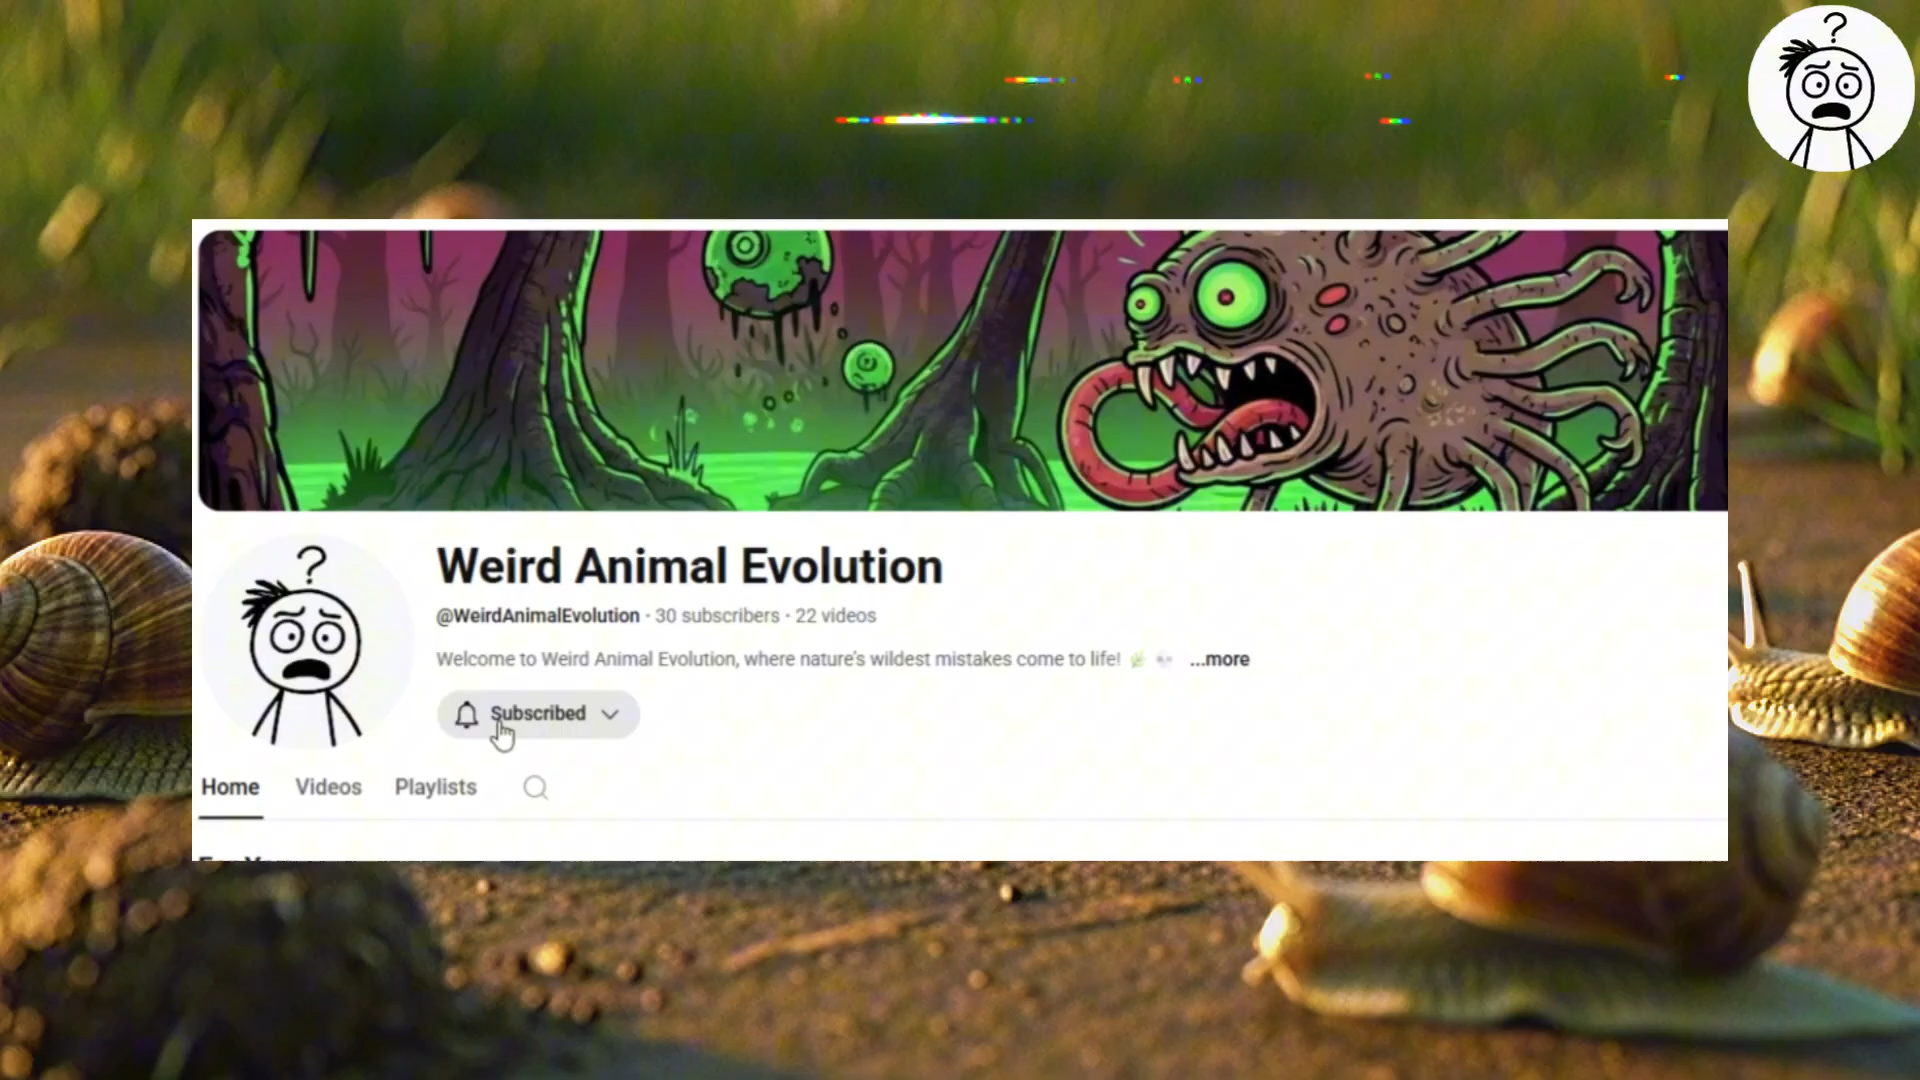 ?
Weird Animal Evolution
@WeirdAnimalEvolution · 30 subscribers · 22 videos
Welcome to Weird Animal Evolution, where nature's wildest mistakes come to life! 🌿 💀 ...more
?
Subscribed
Home Videos Playlists